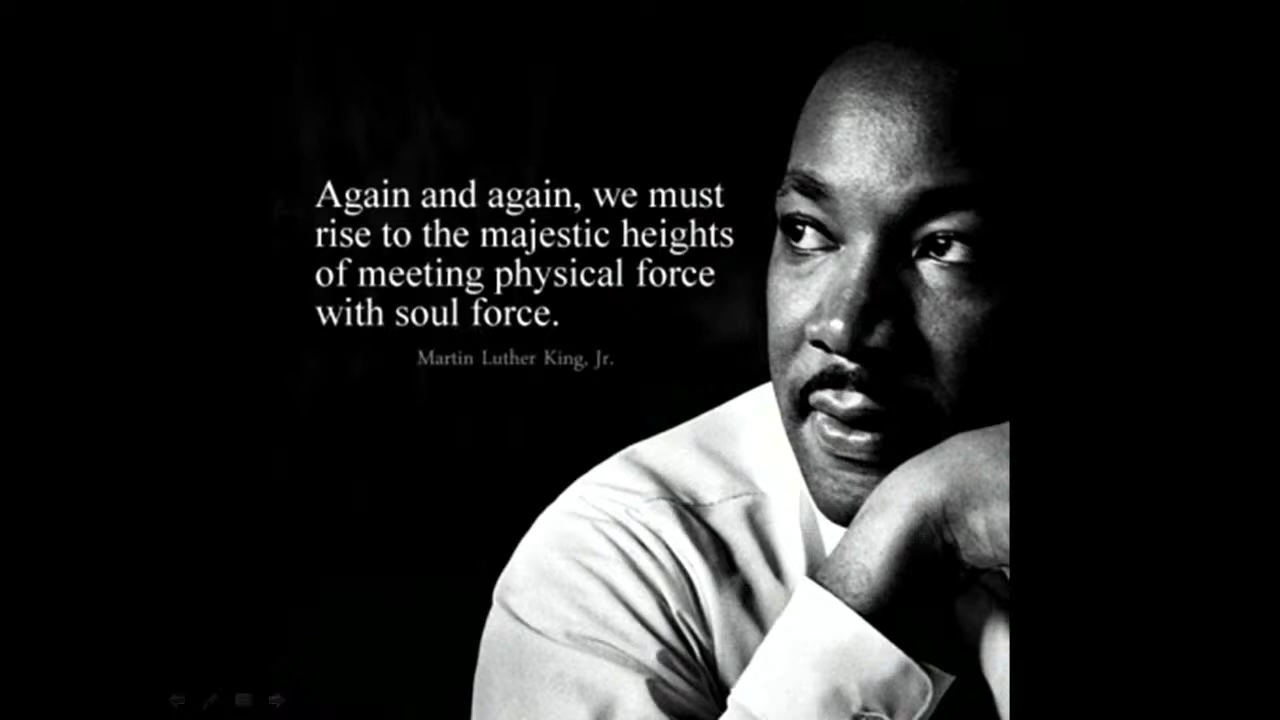 Again and again, we must
rise to the majestic heights
of meeting physical force
with soul force.
Martin Luther King, Jr.